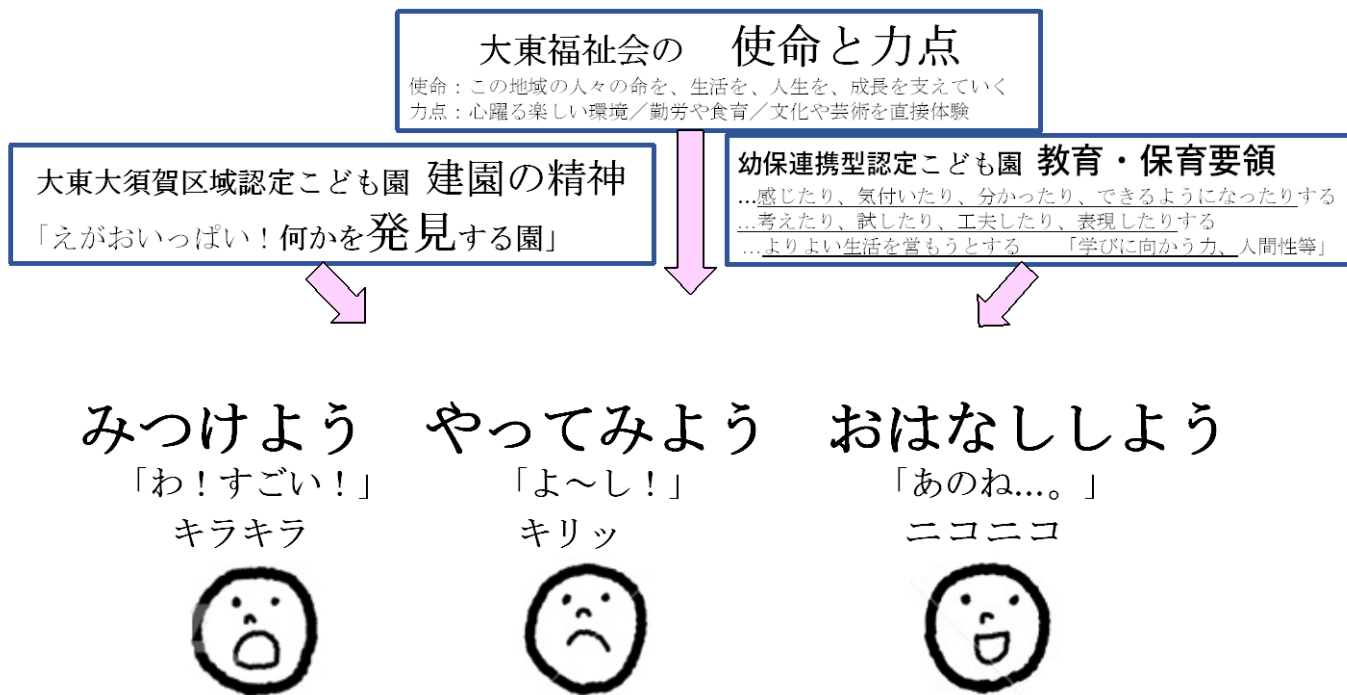 大東福祉会の 使命と力点
使命：この地域の人々の命を、生活を、人生を、成長を支えていく
力点：心躍る楽しい環境／勤労や食育／文化や芸術を直接体験
大東大須賀区域認定こども園 建園の精神
「えがおいっぱい！何かを発見する園」
幼保連携型認定こども園 教育・保育要領
…感じたり、気付いたり、分かったり、できるようになったりする
…考えたり、試したり、工夫したり、表現したりする
…よりよい生活を営もうとする 「学びに向かう力、人間性等」
みつけよう やってみよう おはなししよう
「わ！すごい！」 「よ～し！」 「あのね…。」
キラキラ キリッ ニコニコ